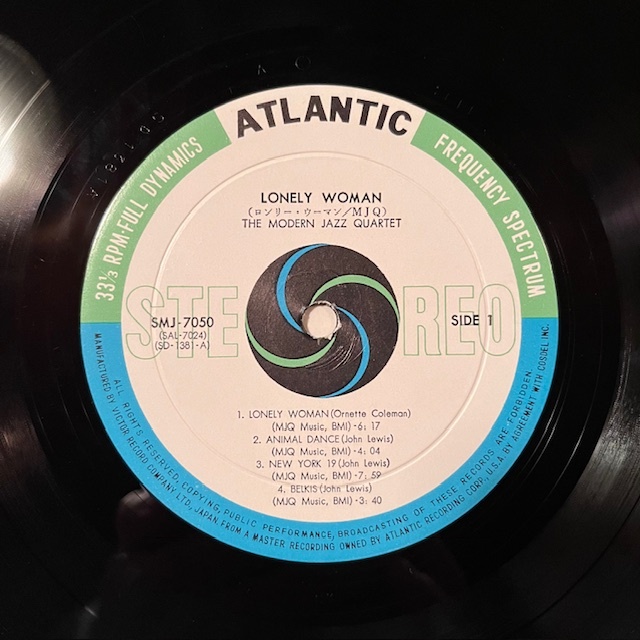 ATLANTIC
33⅓ RPM-FULL DYNAMICS
FREQUENCY SPECTRUM
LONELY WOMAN
(ロンリー・ウーマン/MJQ)
THE MODERN JAZZ QUARTET
STEREO
SMJ-7050
(SAL-7024)
(SD-1381-A)
SIDE 1
1. LONELY WOMAN (Ornette Coleman)
(MJQ Music, BMI)·6: 17
2. ANIMAL DANCE (John Lewis)
(MJQ Music, BMI)·4: 04
3. NEW YORK 19 (John Lewis)
(MJQ Music, BMI)·7: 59
4. BELKIS (John Lewis)
(MJQ Music, BMI)·3: 40
ALL RIGHTS RESERVED, COPYING, PUBLIC PERFORMANCE, BROADCASTING OF THESE RECORDS ARE FORBIDDEN.
MANUFACTURED BY VICTOR RECORD COMPANY, LTD., JAPAN, FROM A MASTER RECORDING OWNED BY ATLANTIC RECORDING CORP. U.S.A BY AGREEMENT WITH COSDEL INC.